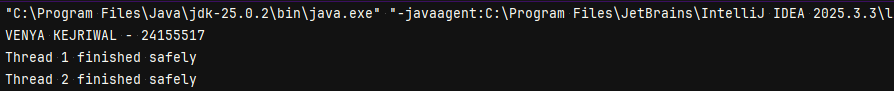 "C:\Program Files\Java\jdk-25.0.2\bin\java.exe" "-javaagent:C:\Program Files\JetBrains\IntelliJ IDEA 2025.3.3\l
VENYA KEJRIWAL - 24155517
Thread 1 finished safely
Thread 2 finished safely